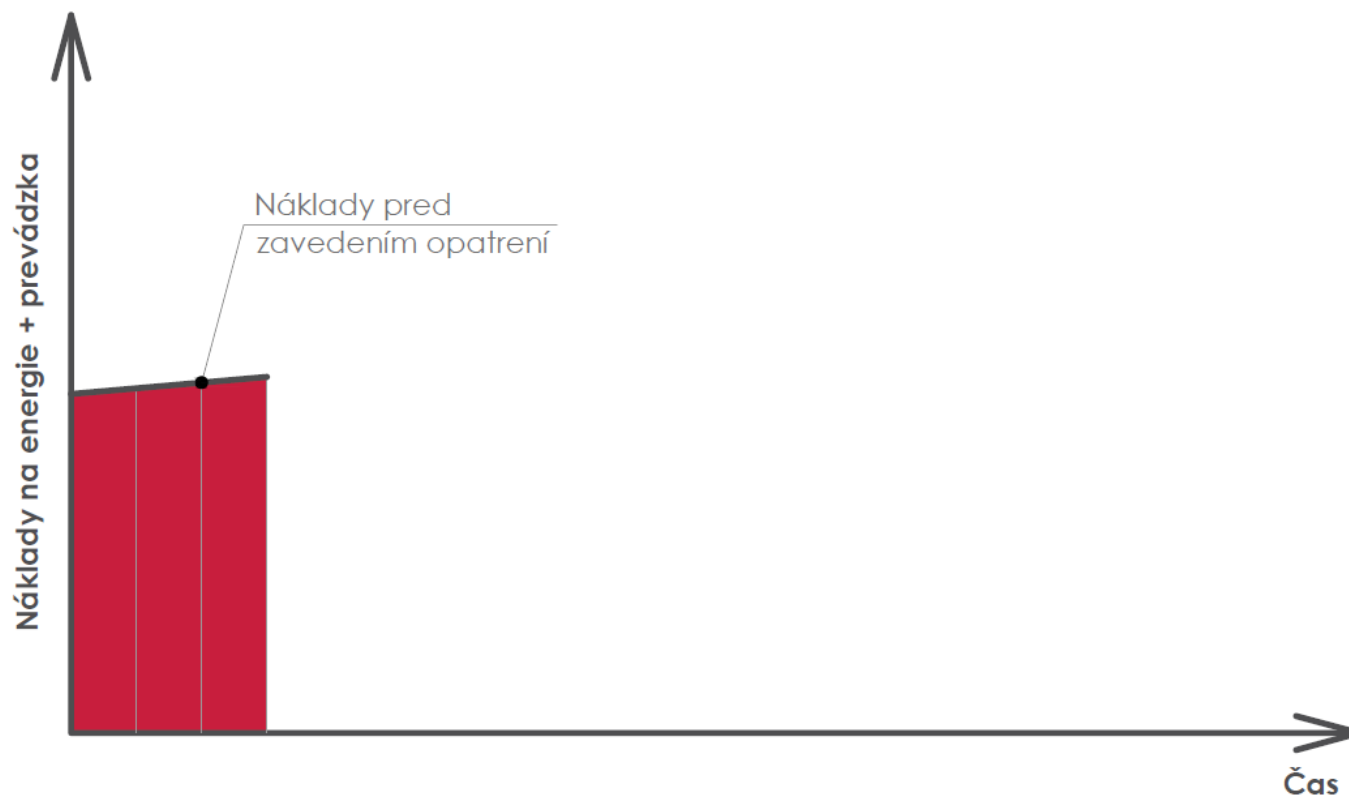 Náklady na energie + prevádzka
Náklady pred
zavedením opatrení
Čas